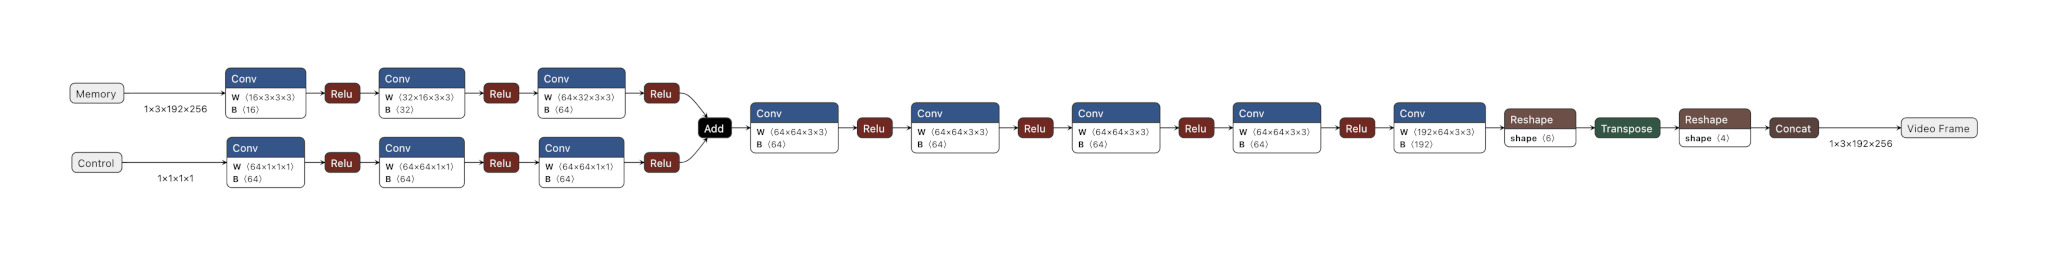 Memory
1×3×192×256
Conv
W ⟨16×3×3×3⟩
B ⟨16⟩
Relu
Conv
W ⟨32×16×3×3⟩
B ⟨32⟩
Relu
Conv
W ⟨64×32×3×3⟩
B ⟨64⟩
Relu
Control
1×1×1×1
Conv
W ⟨64×1×1×1⟩
B ⟨64⟩
Relu
Conv
W ⟨64×64×1×1⟩
B ⟨64⟩
Relu
Conv
W ⟨64×64×1×1⟩
B ⟨64⟩
Relu
Add
Conv
W ⟨64×64×3×3⟩
B ⟨64⟩
Relu
Conv
W ⟨64×64×3×3⟩
B ⟨64⟩
Relu
Conv
W ⟨64×64×3×3⟩
B ⟨64⟩
Relu
Conv
W ⟨64×64×3×3⟩
B ⟨64⟩
Relu
Conv
W ⟨192×64×3×3⟩
B ⟨192⟩
Reshape
shape ⟨6⟩
Transpose
Reshape
shape ⟨4⟩
Concat
1×3×192×256
Video Frame